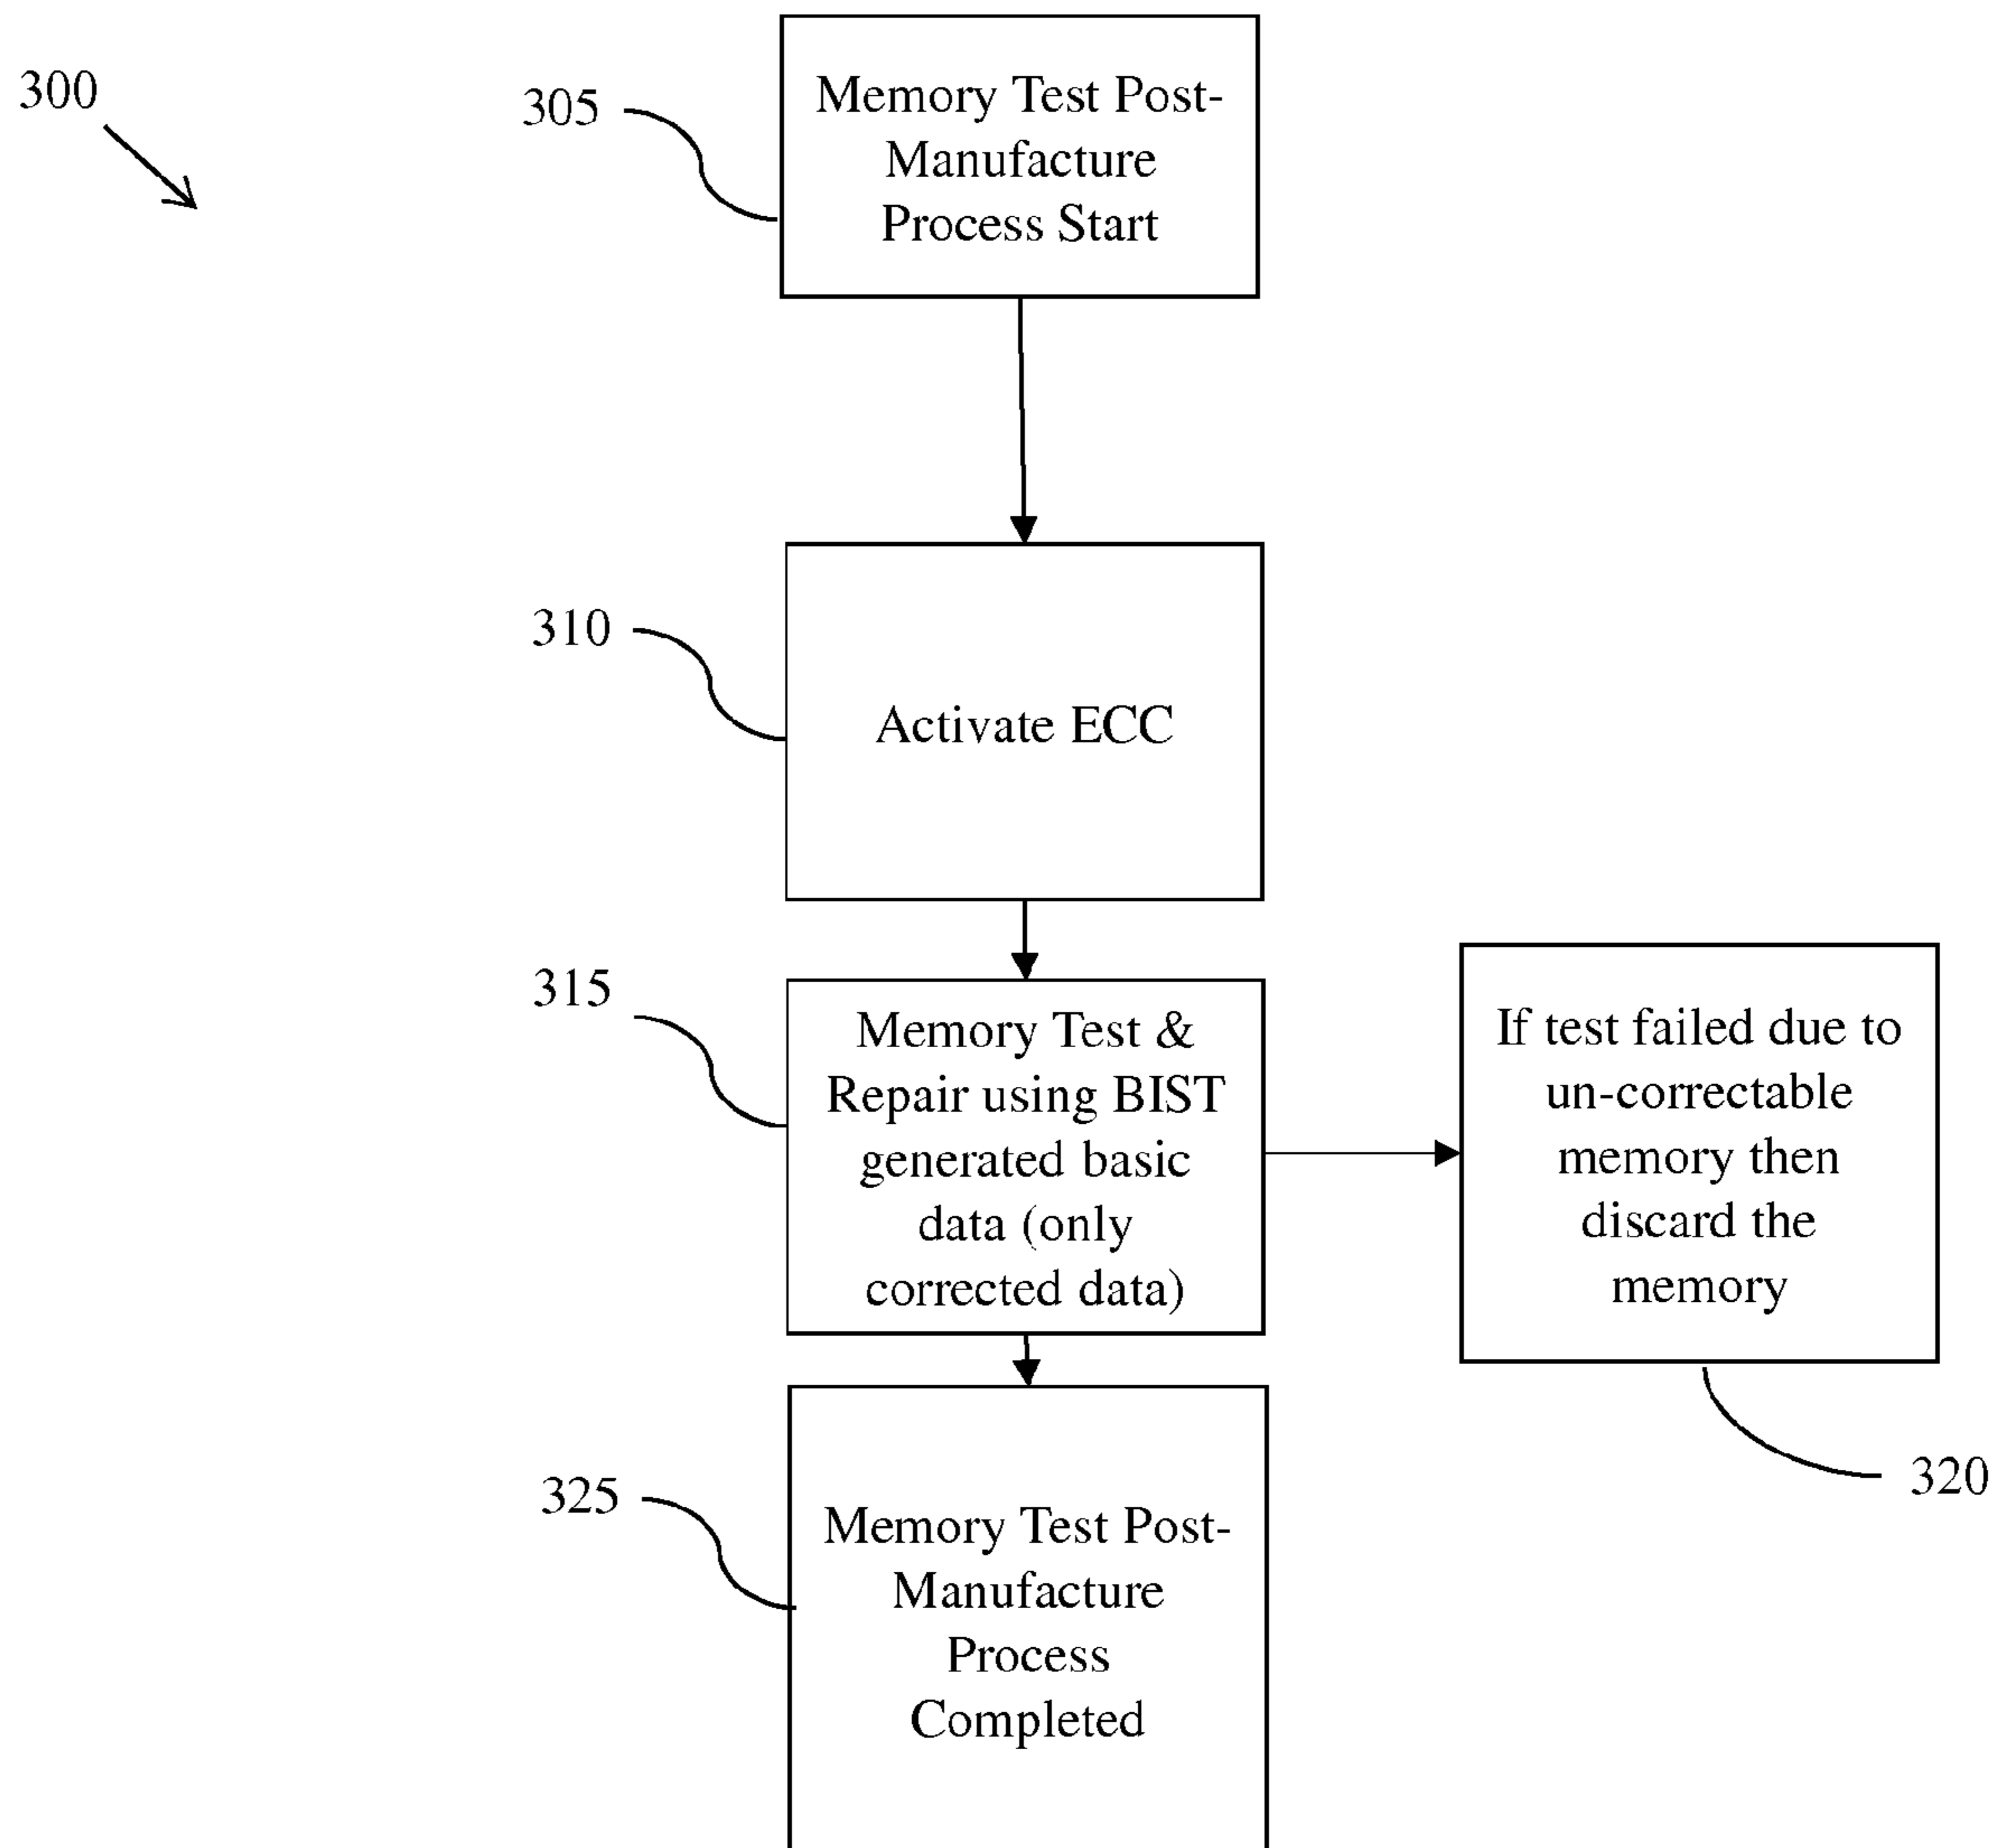 300
305
Memory Test Post-
Manufacture
Process Start
310
Activate ECC
315
Memory Test &
Repair using BIST
generated basic
data (only
corrected data)
If test failed due to
un-correctable
memory then
discard the
memory
320
325
Memory Test Post-
Manufacture
Process
Completed